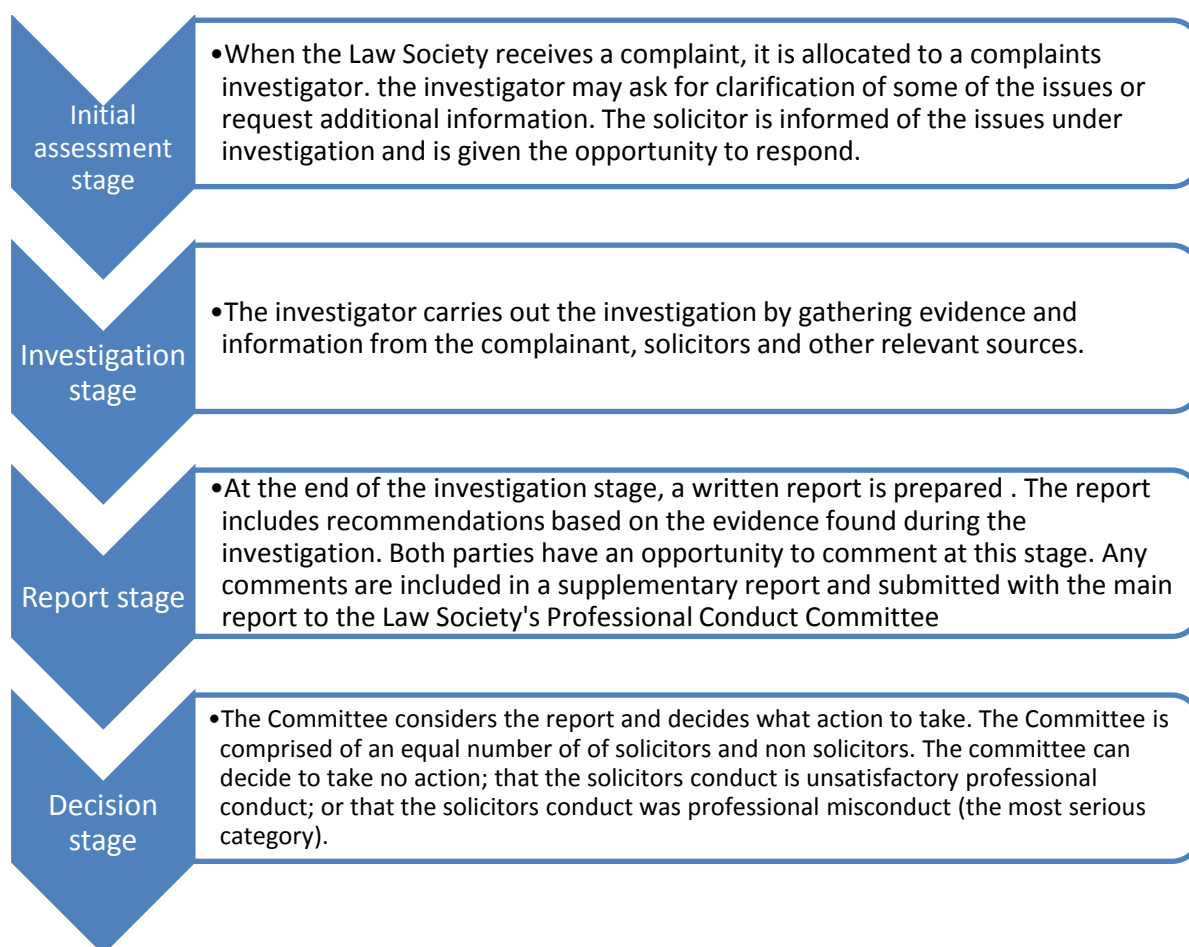 Initial
assessment
stage
•When the Law Society receives a complaint, it is allocated to a complaints
investigator. the investigator may ask for clarification of some of the issues or
request additional information. The solicitor is informed of the issues under
investigation and is given the opportunity to respond.
Investigation
stage
•The investigator carries out the investigation by gathering evidence and
information from the complainant, solicitors and other relevant sources.
Report stage
•At the end of the investigation stage, a written report is prepared . The report
includes recommendations based on the evidence found during the
investigation. Both parties have an opportunity to comment at this stage. Any
comments are included in a supplementary report and submitted with the main
report to the Law Society's Professional Conduct Committee
Decision
stage
•The Committee considers the report and decides what action to take. The Committee is
comprised of an equal number of of solicitors and non solicitors. The committee can
decide to take no action; that the solicitors conduct is unsatisfactory professional
conduct; or that the solicitors conduct was professional misconduct (the most serious
category).